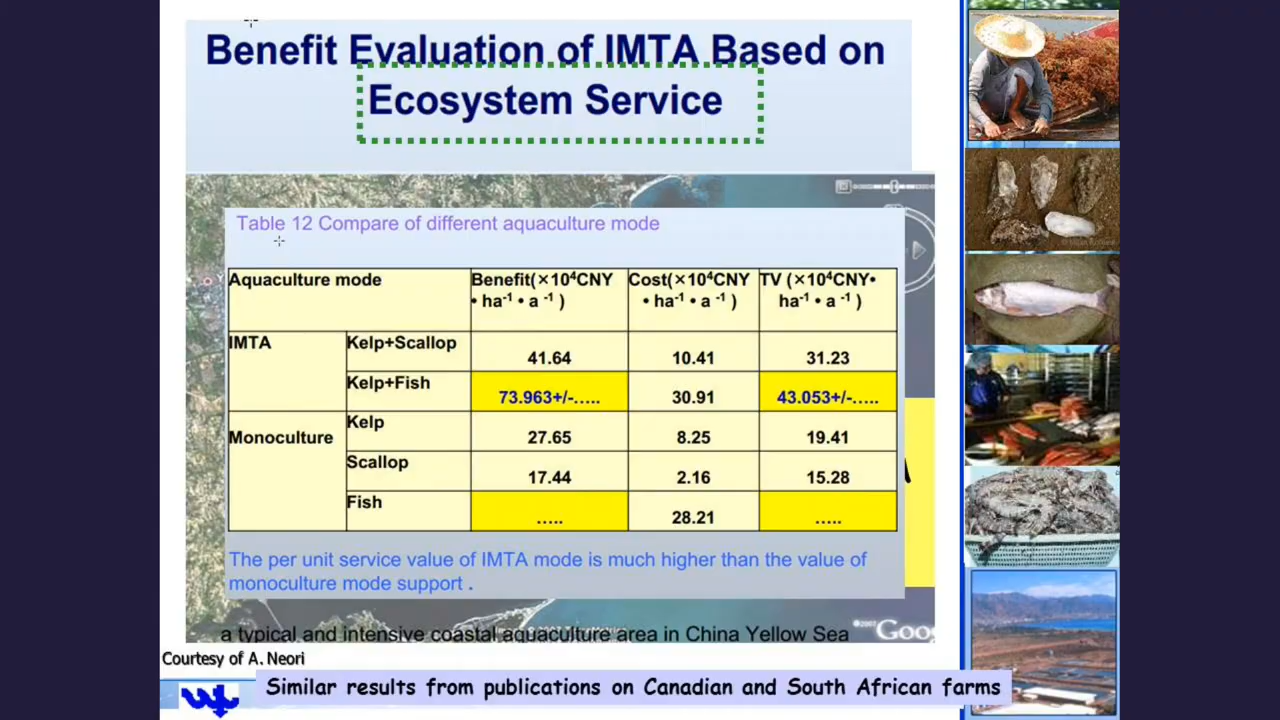 Benefit Evaluation of IMTA Based on
Ecosystem Service
Table 12 Compare of different aquaculture mode
Aquaculture mode
Benefit(×10⁴CNY
• ha⁻¹ • a ⁻¹ )
Cost(×10⁴CNY
• ha⁻¹ • a ⁻¹ )
TV (×10⁴CNY•
ha⁻¹ • a ⁻¹ )
IMTA
Kelp+Scallop
41.64
10.41
31.23
Kelp+Fish
73.963+/-…..
30.91
43.053+/-…..
Monoculture
Kelp
27.65
8.25
19.41
Scallop
17.44
2.16
15.28
Fish
…..
28.21
…..
The per unit service value of IMTA mode is much higher than the value of
monoculture mode support .
a typical and intensive coastal aquaculture area in China Yellow Sea
Courtesy of A. Neori
Similar results from publications on Canadian and South African farms